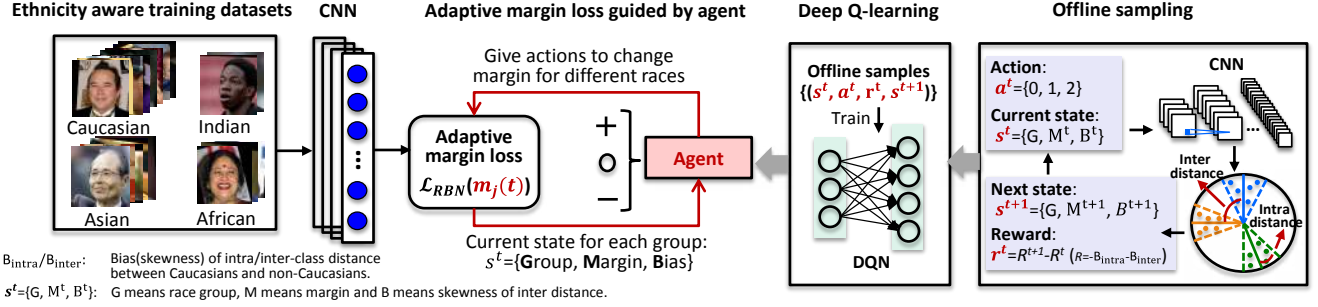 Ethnicity aware training datasets
CNN
Adaptive margin loss guided by agent
Deep Q-learning
Offline sampling
Caucasian
Indian
Asian
African
Give actions to change
margin for different races
Adaptive
margin loss
ℒ_RBN(m_j(t))
+
○
−
Agent
Current state for each group:
s^t={Group, Margin, Bias}
Offline samples
{(s^t, a^t, r^t, s^{t+1})}
Train
DQN
Action:
a^t={0, 1, 2}
Current state:
s^t={G, M^t, B^t}
CNN
...
Inter
distance
Intra
distance
Next state:
s^{t+1}={G, M^{t+1}, B^{t+1}}
Reward:
r^t=R^{t+1}-R^t (R=-B_intra-B_inter)
B_intra/B_inter: Bias(skewness) of intra/inter-class distance
between Caucasians and non-Caucasians.
s^t={G, M^t, B^t}: G means race group, M means margin and B means skewness of inter distance.